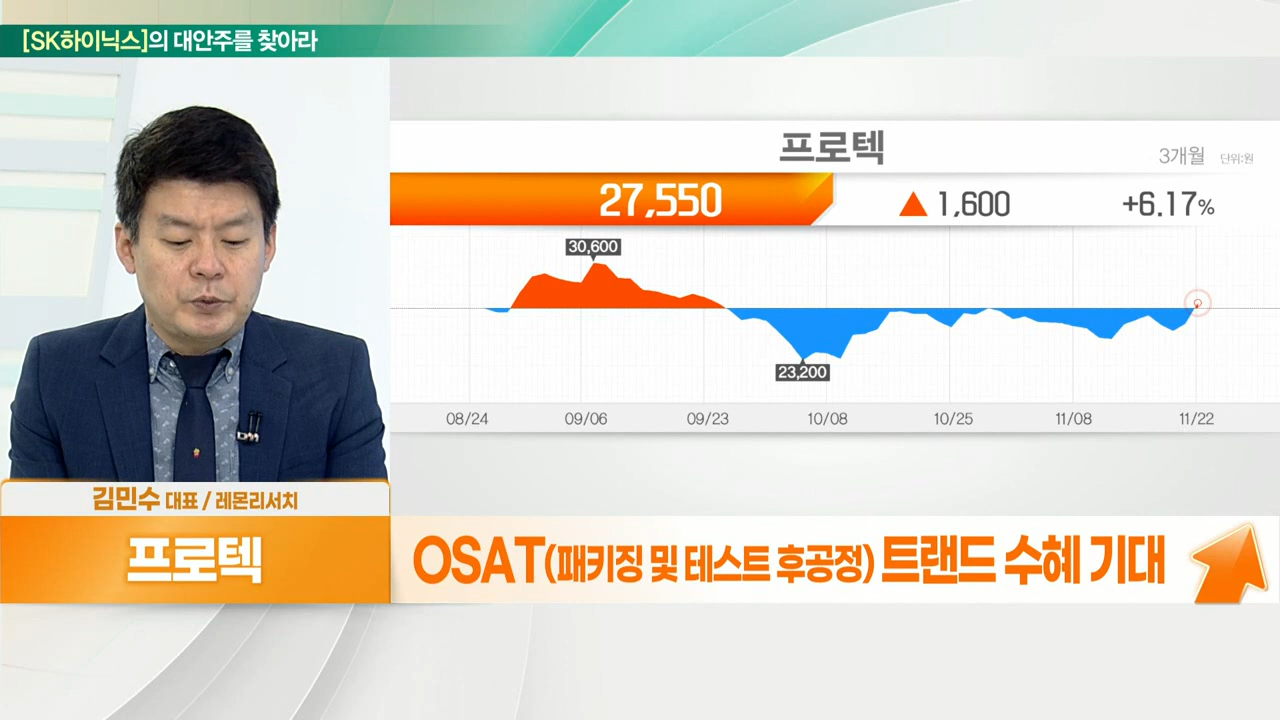 [SK하이닉스]의 대안주를 찾아라
프로텍
3개월 단위:원
27,550 ▲ 1,600 +6.17%
30,600
23,200
08/24 09/06 09/23 10/08 10/25 11/08 11/22
김민수 대표 / 레몬리서치
프로텍
OSAT(패키징 및 테스트 후공정) 트랜드 수혜 기대